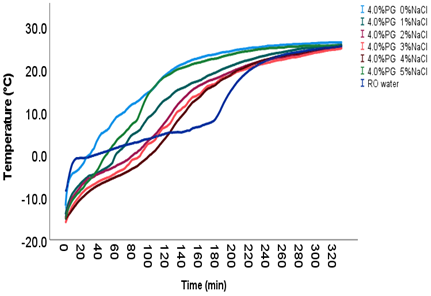 4.0%PG 0%NaCl
4.0%PG 1%NaCl
4.0%PG 2%NaCl
4.0%PG 3%NaCl
4.0%PG 4%NaCl
4.0%PG 5%NaCl
RO water
Temperature (°C)
30.0
20.0
10.0
0.0
-10.0
-20.0
0
20
40
60
80
100
120
140
160
180
200
220
240
260
280
300
320
Time (min)